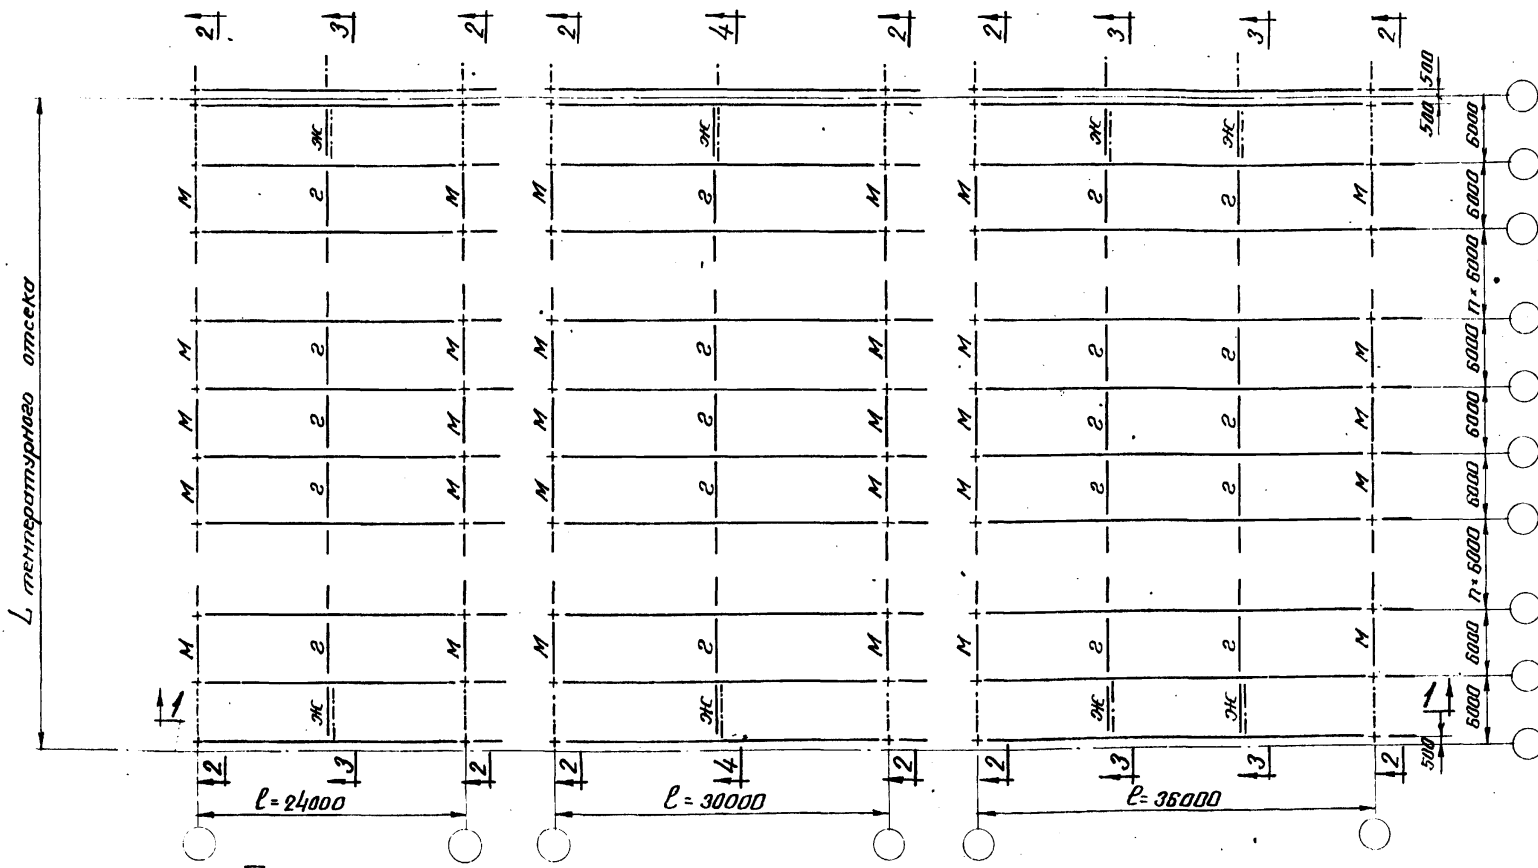 2 3 2 2 4 2 2 3 3 2
500
500
ж ж ж ж
6000
м г м м г м м г г м
6000
n×6000
м г м м г м м г г м
6000
L температурного отсека
м г м м г м м г г м
6000
м г м м г м м г г м
6000
n×6000
м г м м г м м г г м
6000
1 ж ж ж ж 1
6000
500
2 3 2 2 4 2 2 3 3 2
ℓ=24000 ℓ=30000 ℓ=36000